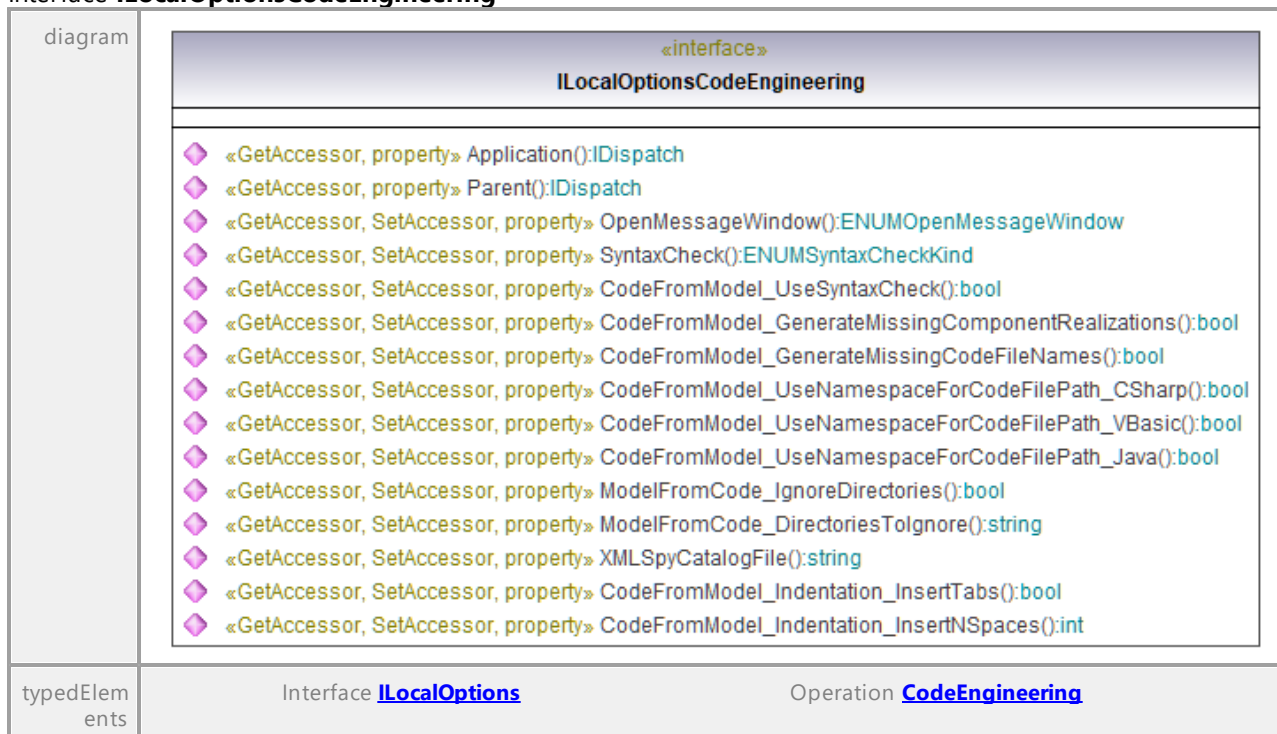 interface ILocalOptionsCodeEngineering
diagram
«interface»
ILocalOptionsCodeEngineering
«GetAccessor, property» Application():IDispatch
«GetAccessor, property» Parent():IDispatch
«GetAccessor, SetAccessor, property» OpenMessageWindow():ENUMOpenMessageWindow
«GetAccessor, SetAccessor, property» SyntaxCheck():ENUMSyntaxCheckKind
«GetAccessor, SetAccessor, property» CodeFromModel_UseSyntaxCheck():bool
«GetAccessor, SetAccessor, property» CodeFromModel_GenerateMissingComponentRealizations():bool
«GetAccessor, SetAccessor, property» CodeFromModel_GenerateMissingCodeFileNames():bool
«GetAccessor, SetAccessor, property» CodeFromModel_UseNamespaceForCodeFilePath_CSharp():bool
«GetAccessor, SetAccessor, property» CodeFromModel_UseNamespaceForCodeFilePath_VBasic():bool
«GetAccessor, SetAccessor, property» CodeFromModel_UseNamespaceForCodeFilePath_Java():bool
«GetAccessor, SetAccessor, property» ModelFromCode_IgnoreDirectories():bool
«GetAccessor, SetAccessor, property» ModelFromCode_DirectoriesToIgnore():string
«GetAccessor, SetAccessor, property» XMLSpyCatalogFile():string
«GetAccessor, SetAccessor, property» CodeFromModel_Indentation_InsertTabs():bool
«GetAccessor, SetAccessor, property» CodeFromModel_Indentation_InsertNSpaces():int
typedElem
ents
Interface ILocalOptions
Operation CodeEngineering